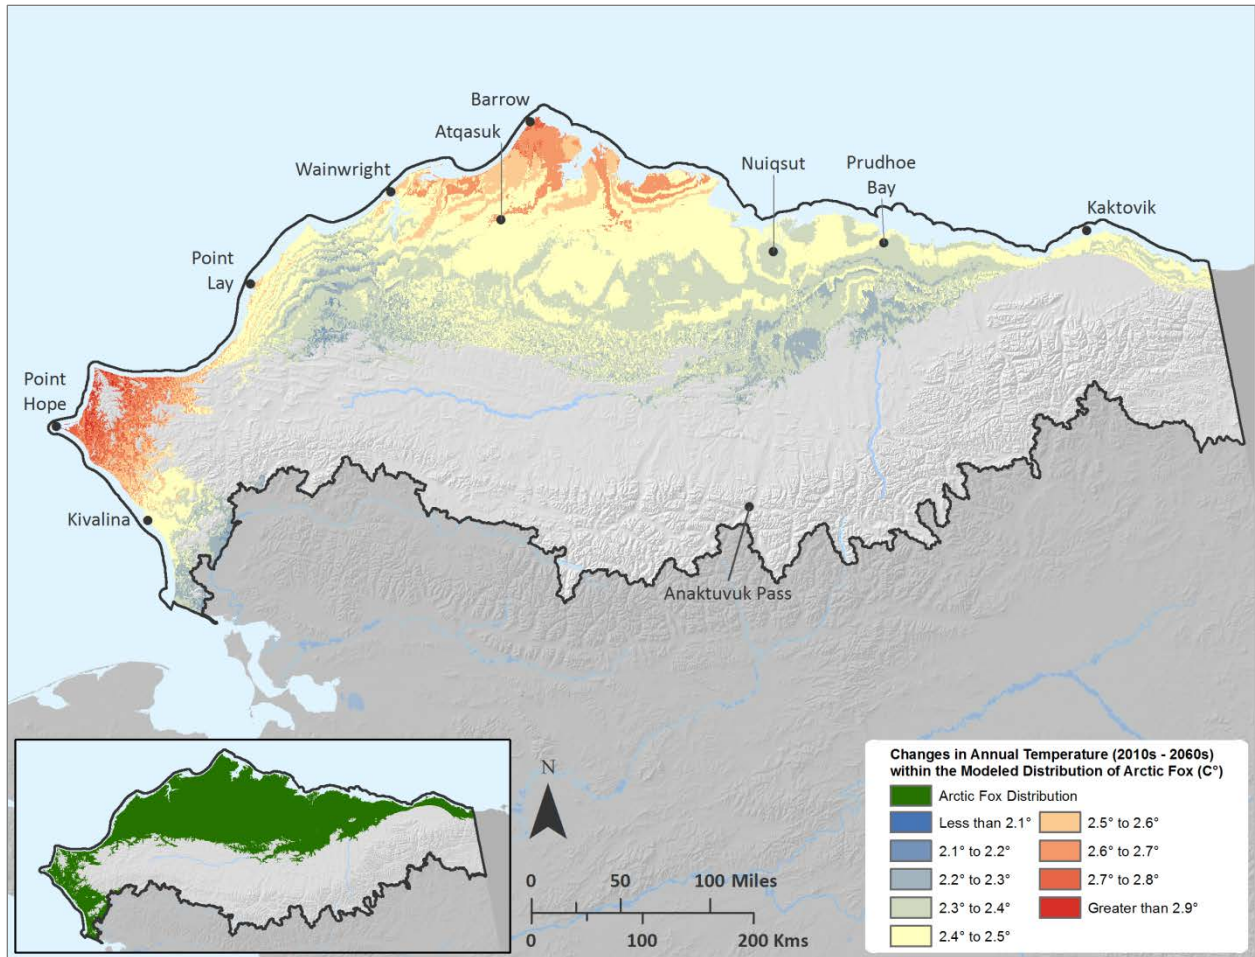 Barrow
Atqasuk
Wainwright
Nuiqsut
Prudhoe
Bay
Kaktovik
Point
Lay
Point
Hope
Kivalina
Anaktuvuk Pass
N
0 50 100 Miles
0 100 200 Kms
Changes in Annual Temperature (2010s - 2060s)
within the Modeled Distribution of Arctic Fox (C°)
Arctic Fox Distribution
Less than 2.1°
2.1° to 2.2°
2.2° to 2.3°
2.3° to 2.4°
2.4° to 2.5°
2.5° to 2.6°
2.6° to 2.7°
2.7° to 2.8°
Greater than 2.9°